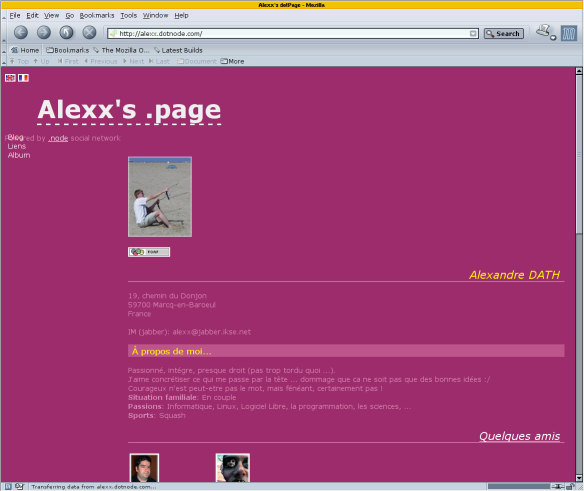 Alexx's dotPage - Mozilla
File Edit View Go Bookmarks Tools Window Help
http://alexx.dotnode.com/
Search
Home Bookmarks The Mozilla O... Latest Builds
Top Up First Previous Next Last Document More
Alexx's .page
Powered by .node social network
Blog
Liens
Album
Alexandre DATH
19, chemin du Donjon
59700 Marcq-en-Baroeul
France
IM (jabber): alexx@jabber.ikse.net
À propos de moi...
Passionné, intégre, presque droit (pas trop tordu quoi ...).
J'aime concrétiser ce qui me passe par la tête ... dommage que ca ne soit pas que des bonnes idées :/
Courageux n'est peut-etre pas le mot, mais fénéant, certainement pas !
Situation familiale: En couple
Passions: Informatique, Linux, Logiciel Libre, la programmation, les sciences, ...
Sports: Squash
Quelques amis
Transferring data from alexx.dotnode.com...